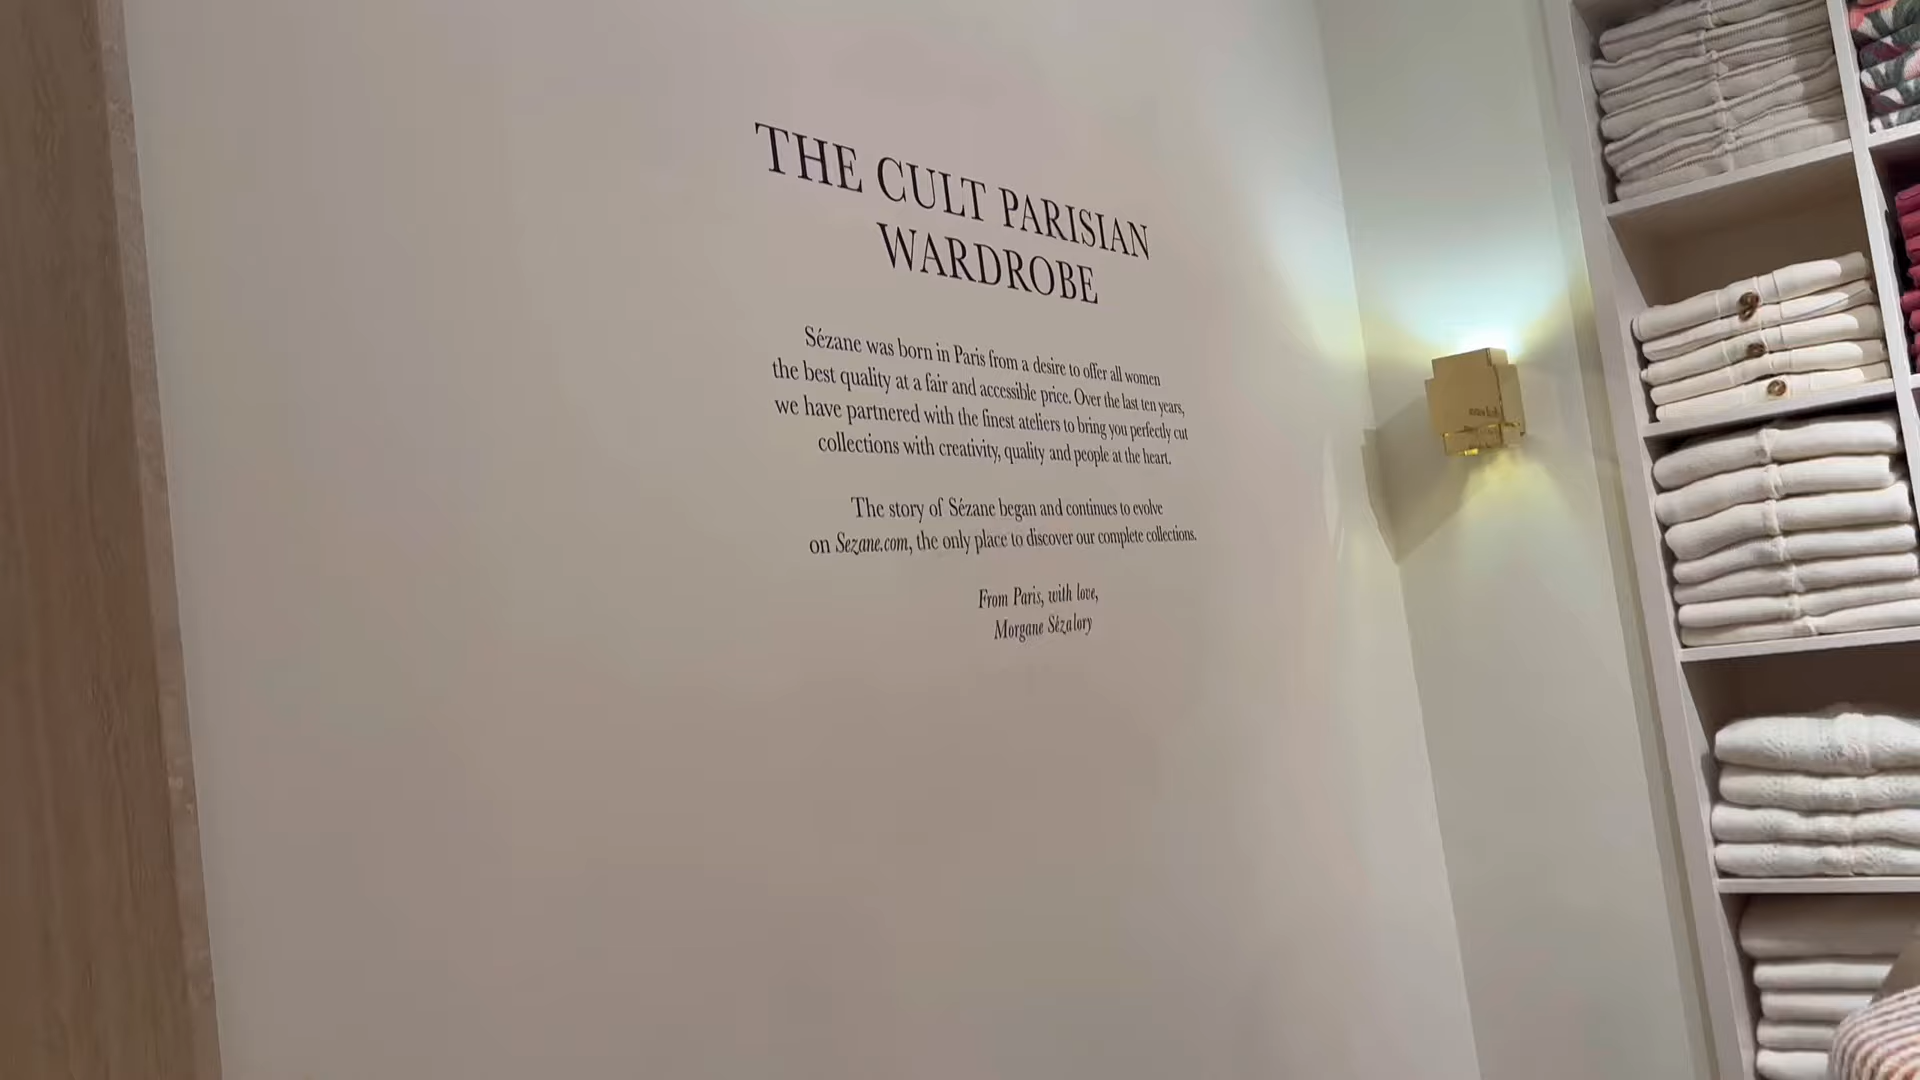 THE CULT PARISIAN
WARDROBE
Sézane was born in Paris from a desire to offer all women
the best quality at a fair and accessible price. Over the last ten years,
we have partnered with the finest ateliers to bring you perfectly cut
collections with creativity, quality and people at the heart.
The story of Sézane began and continues to evolve
on Sezane.com, the only place to discover our complete collections.
From Paris, with love,
Morgane Sézalory